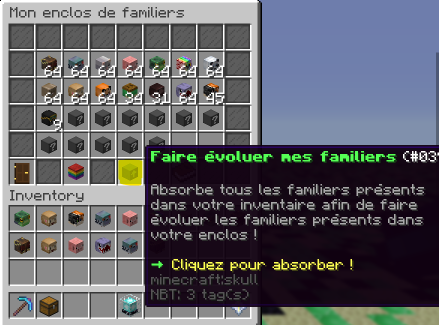 Mon enclos de familiers
64 64 64 64 64 64 64
64 64 64 34 31 64 45
9
Faire évoluer mes familiers (#03
Absorbe tous les familiers présents
dans votre inventaire afin de faire
évoluer les familiers présents dans
votre enclos !
→ Cliquez pour absorber !
minecraft:skull
NBT: 3 tag(s)
Inventory